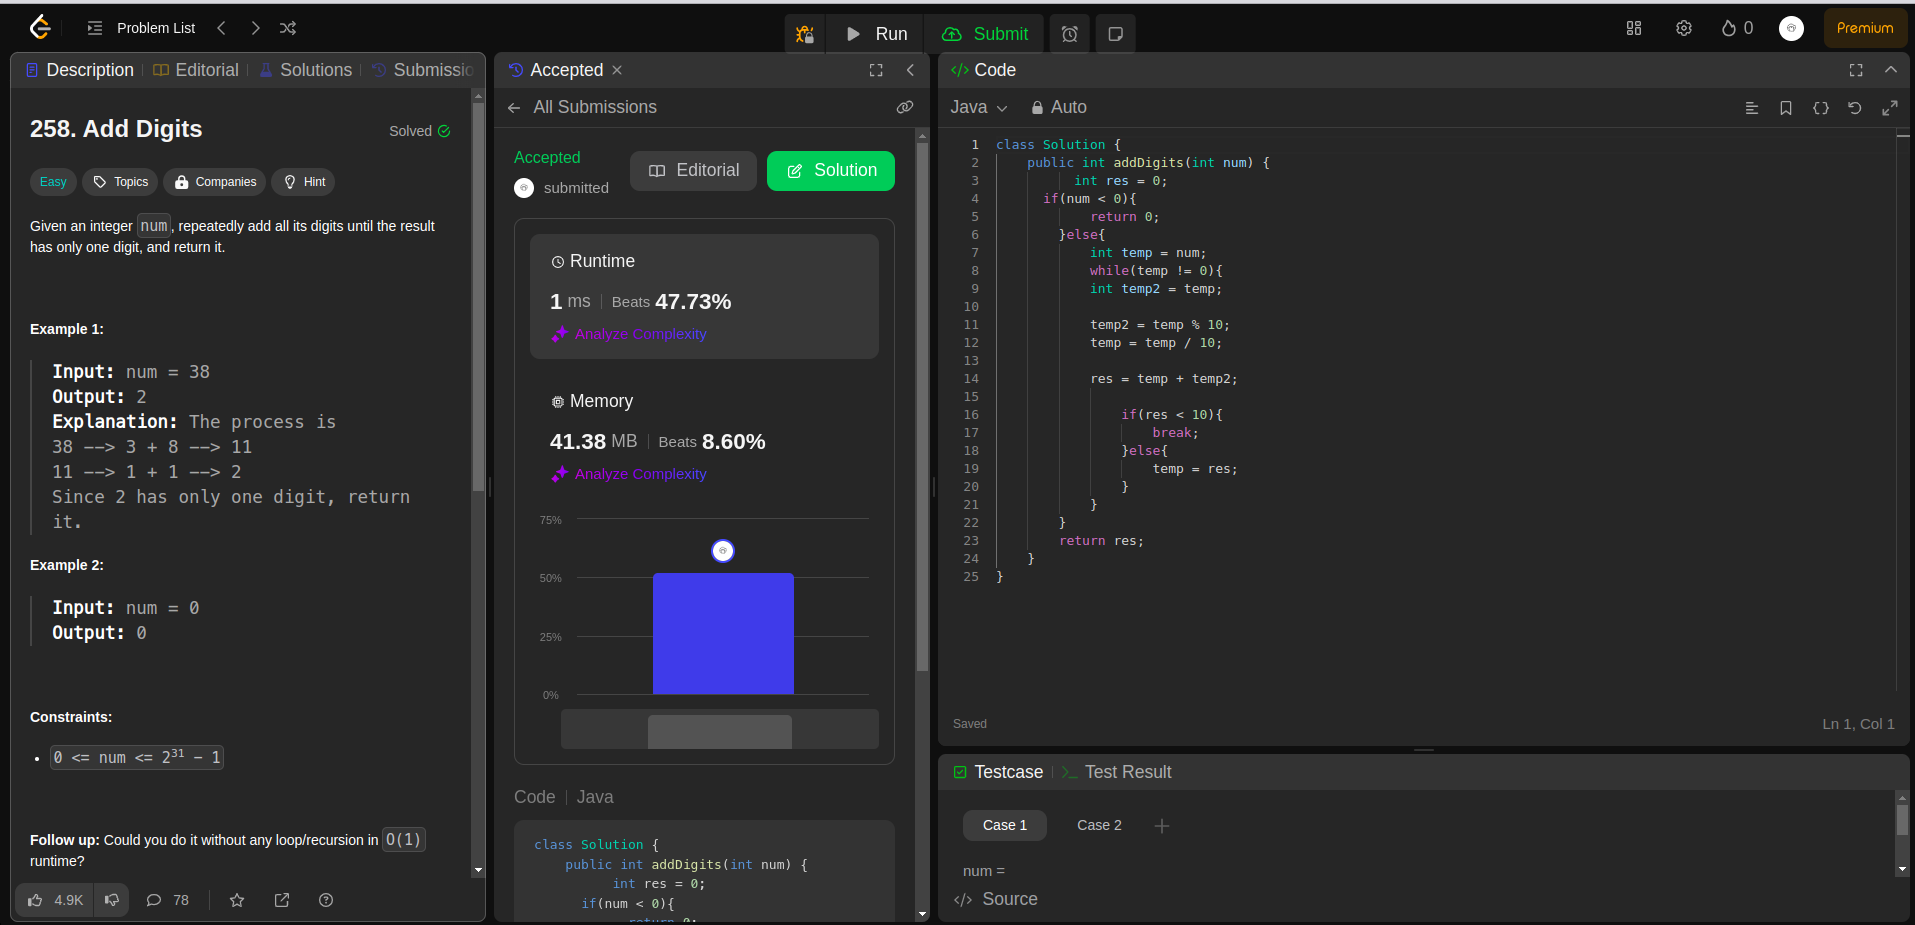 Problem List
Run
Submit
0
Premium
Description
Editorial
Solutions
Submissio
258. Add Digits
Solved
Easy
Topics
Companies
Hint
Given an integer num, repeatedly add all its digits until the result
has only one digit, and return it.
Example 1:
Input: num = 38
Output: 2
Explanation: The process is
38 --> 3 + 8 --> 11
11 --> 1 + 1 --> 2
Since 2 has only one digit, return
it.
Example 2:
Input: num = 0
Output: 0
Constraints:
• 0 <= num <= 2^31 - 1
Follow up: Could you do it without any loop/recursion in O(1)
runtime?
4.9K
78
Accepted
All Submissions
Accepted
submitted
Editorial
Solution
Runtime
1 ms | Beats 47.73%
Analyze Complexity
Memory
41.38 MB | Beats 8.60%
Analyze Complexity
75%
50%
25%
0%
Code | Java
class Solution {
public int addDigits(int num) {
int res = 0;
if(num < 0){
return 0;
</> Code
Java
Auto
1 class Solution {
2 public int addDigits(int num) {
3 int res = 0;
4 if(num < 0){
5 return 0;
6 }else{
7 int temp = num;
8 while(temp != 0){
9 int temp2 = temp;
10
11 temp2 = temp % 10;
12 temp = temp / 10;
13
14 res = temp + temp2;
15
16 if(res < 10){
17 break;
18 }else{
19 temp = res;
20 }
21 }
22 }
23 return res;
24 }
25 }
Saved
Ln 1, Col 1
Testcase
Test Result
Case 1
Case 2
num =
</> Source